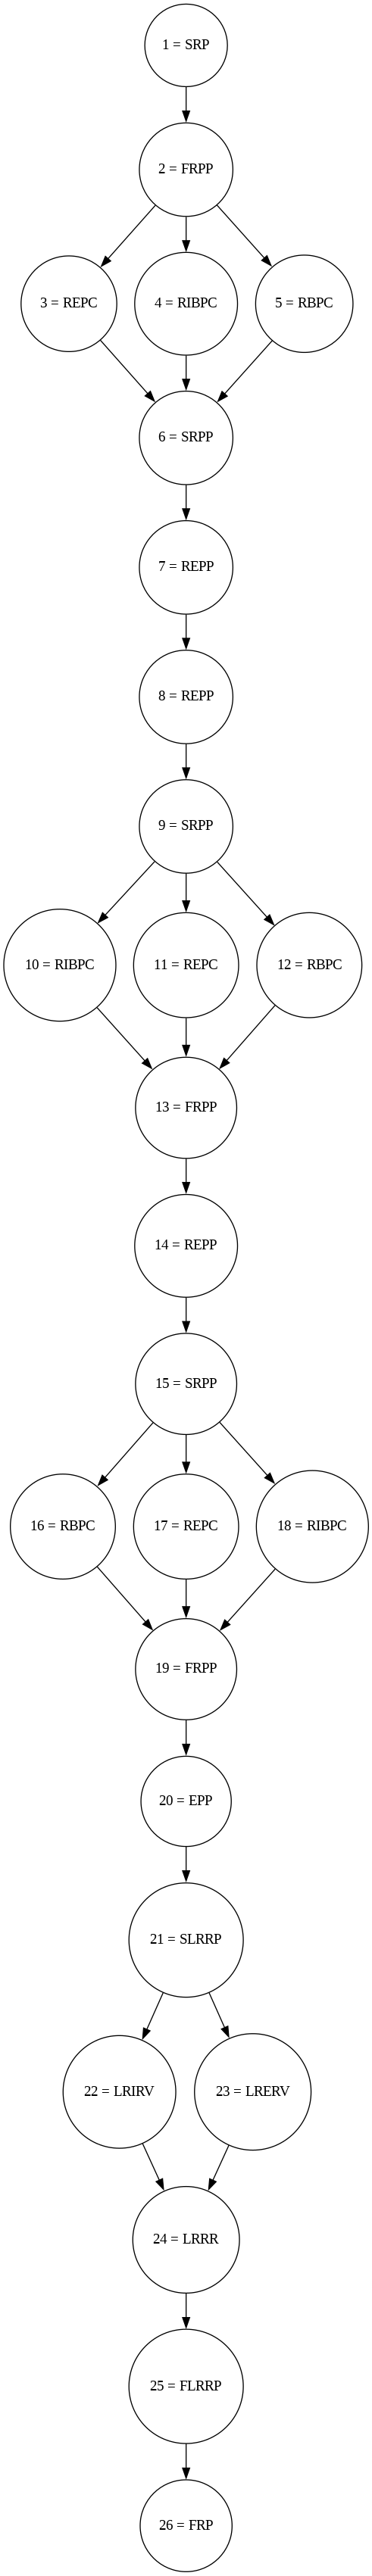 1 = SRP
2 = FRPP
3 = REPC
4 = RIBPC
5 = RBPC
6 = SRPP
7 = REPP
8 = REPP
9 = SRPP
10 = RIBPC
11 = REPC
12 = RBPC
13 = FRPP
14 = REPP
15 = SRPP
16 = RBPC
17 = REPC
18 = RIBPC
19 = FRPP
20 = EPP
21 = SLRRP
22 = LRIRV
23 = LRERV
24 = LRRR
25 = FLRRP
26 = FRP